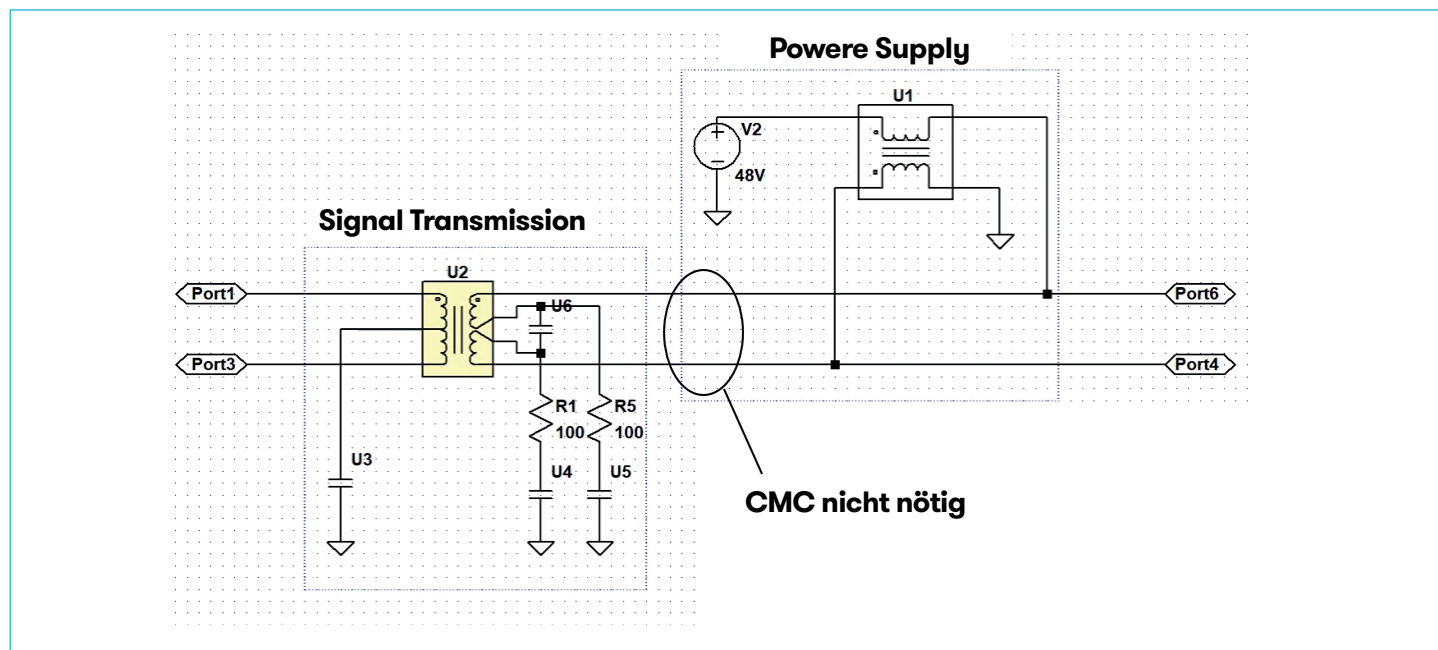 Powere Supply
U1
V2
48V
Signal Transmission
U2
Port1
U6
Port6
Port3
Port4
R1
R5
100
100
U3
U4
U5
CMC nicht nötig